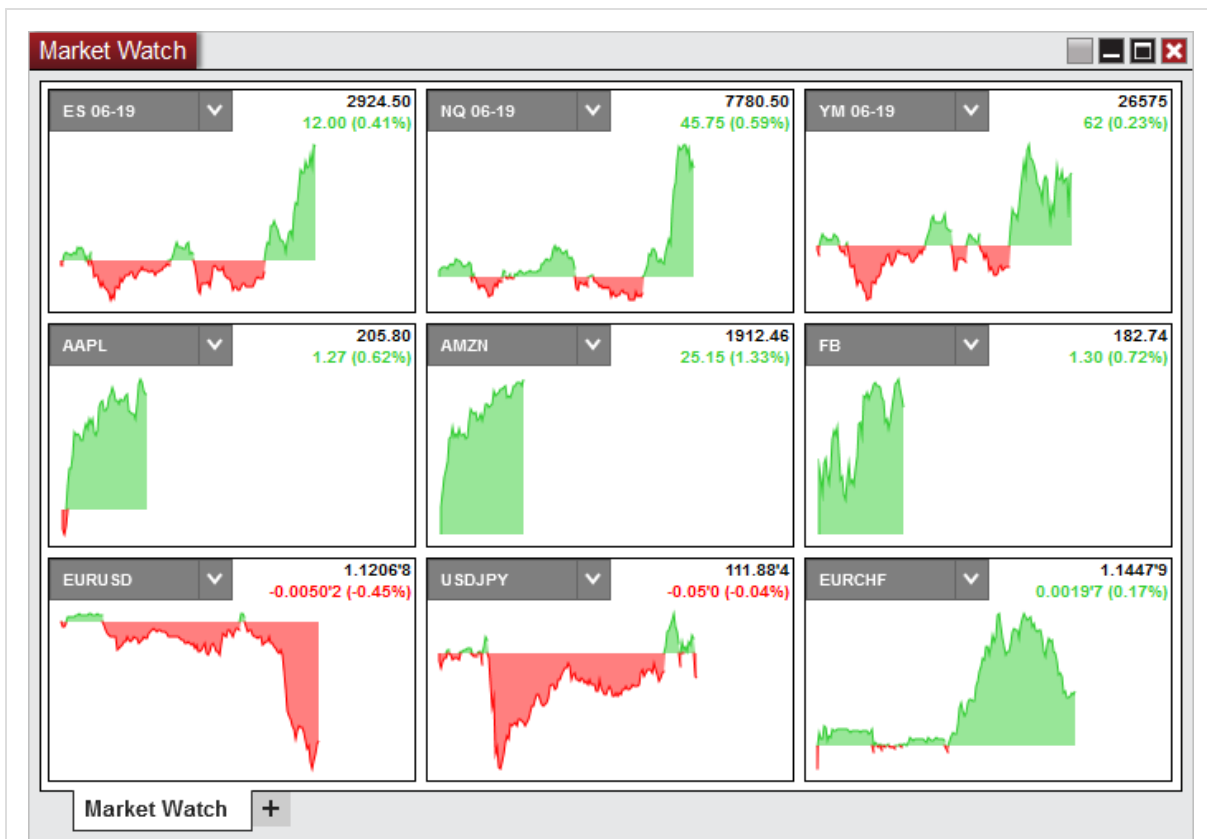 Market Watch
ES 06-19
2924.50
12.00 (0.41%)
NQ 06-19
7780.50
45.75 (0.59%)
YM 06-19
26575
62 (0.23%)
AAPL
205.80
1.27 (0.62%)
AMZN
1912.46
25.15 (1.33%)
FB
182.74
1.30 (0.72%)
EURUSD
1.1206'8
-0.0050'2 (-0.45%)
USDJPY
111.88'4
-0.05'0 (-0.04%)
EURCHF
1.1447'9
0.0019'7 (0.17%)
Market Watch +